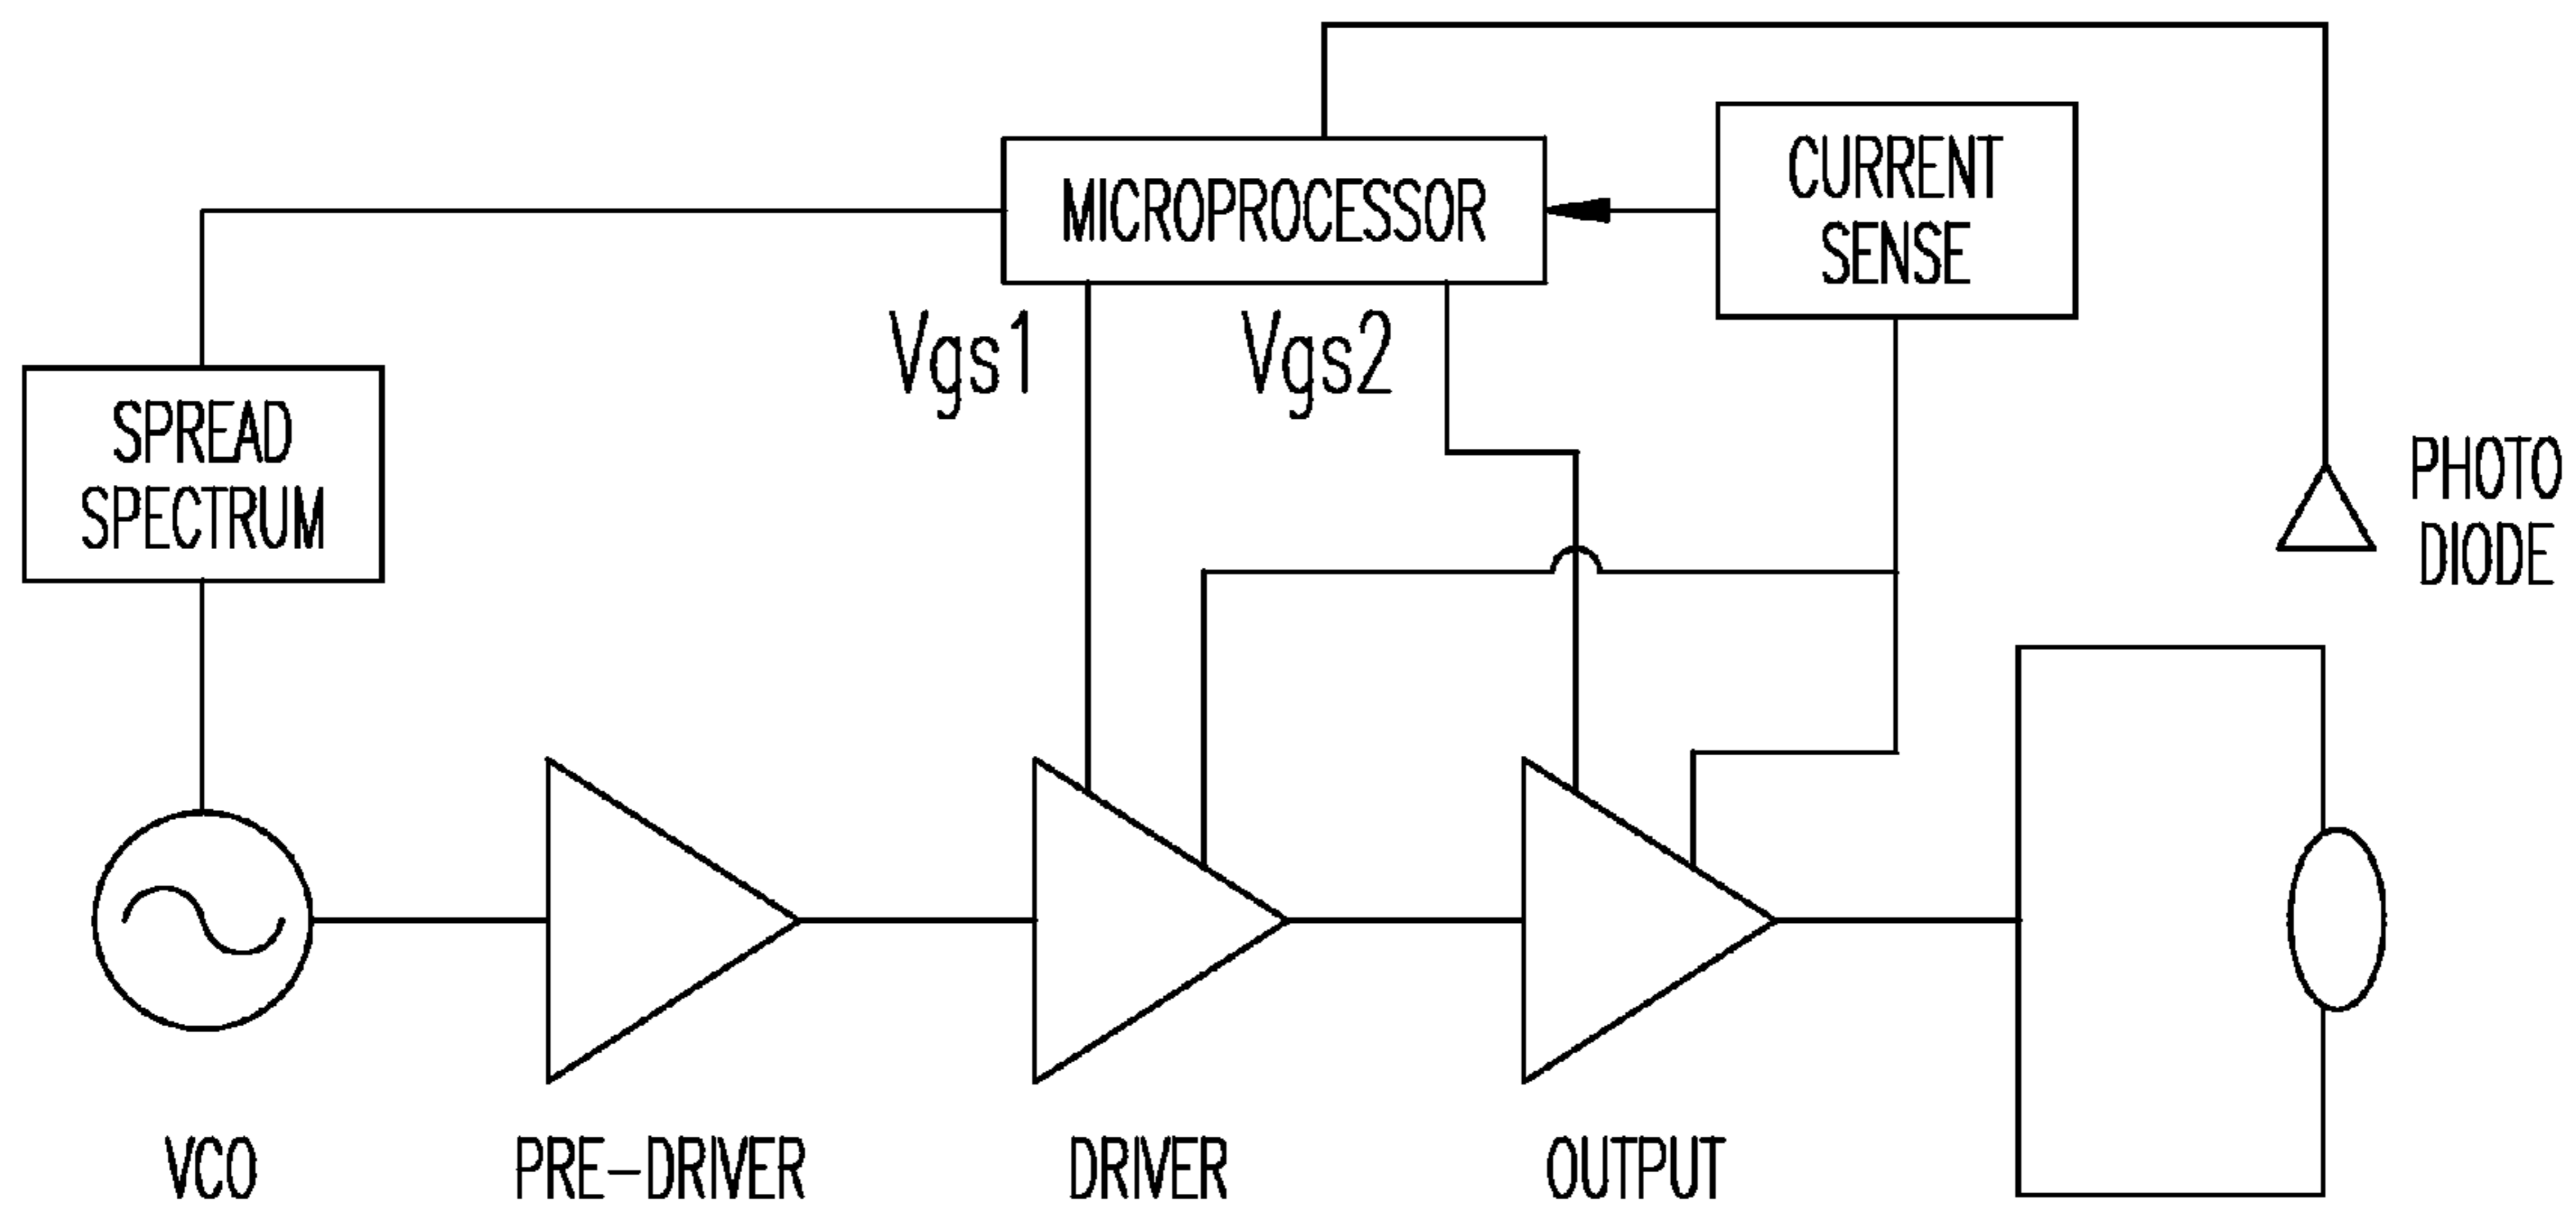 MICROPROCESSOR
CURRENT
SENSE
Vgs1
Vgs2
SPREAD
SPECTRUM
PHOTO
DIODE
VCO
PRE-DRIVER
DRIVER
OUTPUT